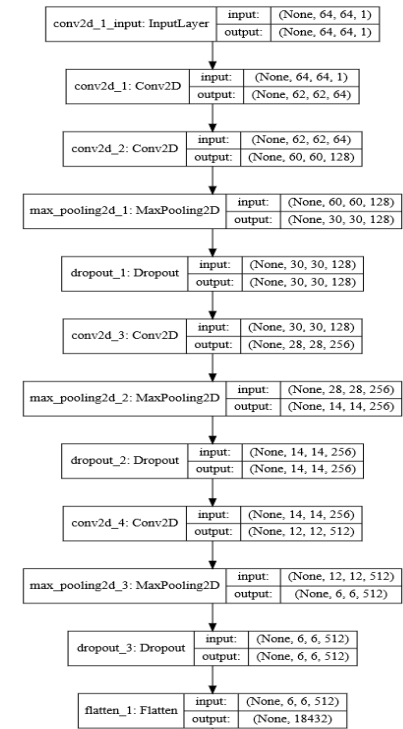 conv2d_1_input: InputLayer input: (None, 64, 64, 1)
output: (None, 64, 64, 1)
conv2d_1: Conv2D input: (None, 64, 64, 1)
output: (None, 62, 62, 64)
conv2d_2: Conv2D input: (None, 62, 62, 64)
output: (None, 60, 60, 128)
max_pooling2d_1: MaxPooling2D input: (None, 60, 60, 128)
output: (None, 30, 30, 128)
dropout_1: Dropout input: (None, 30, 30, 128)
output: (None, 30, 30, 128)
conv2d_3: Conv2D input: (None, 30, 30, 128)
output: (None, 28, 28, 256)
max_pooling2d_2: MaxPooling2D input: (None, 28, 28, 256)
output: (None, 14, 14, 256)
dropout_2: Dropout input: (None, 14, 14, 256)
output: (None, 14, 14, 256)
conv2d_4: Conv2D input: (None, 14, 14, 256)
output: (None, 12, 12, 512)
max_pooling2d_3: MaxPooling2D input: (None, 12, 12, 512)
output: (None, 6, 6, 512)
dropout_3: Dropout input: (None, 6, 6, 512)
output: (None, 6, 6, 512)
flatten_1: Flatten input: (None, 6, 6, 512)
output: (None, 18432)